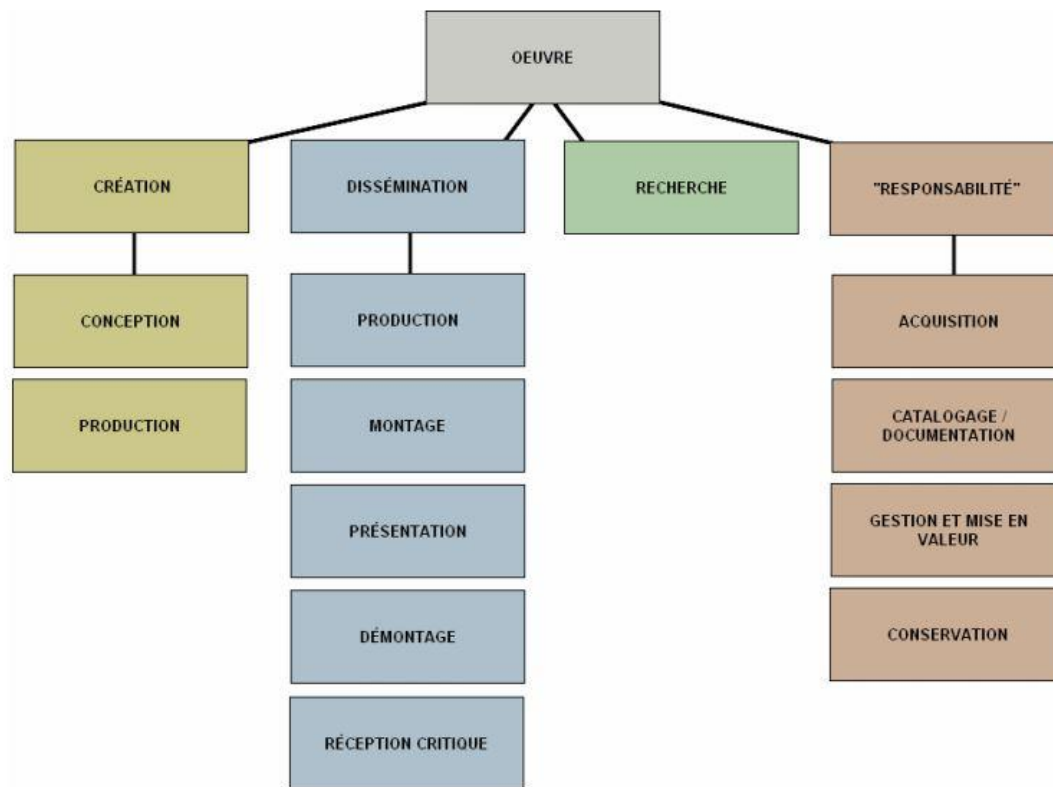 OEUVRE
CRÉATION
DISSÉMINATION
RECHERCHE
"RESPONSABILITÉ"
CONCEPTION
PRODUCTION
PRODUCTION
MONTAGE
PRÉSENTATION
DÉMONTAGE
RÉCEPTION CRITIQUE
ACQUISITION
CATALOGAGE /
DOCUMENTATION
GESTION ET MISE EN
VALEUR
CONSERVATION